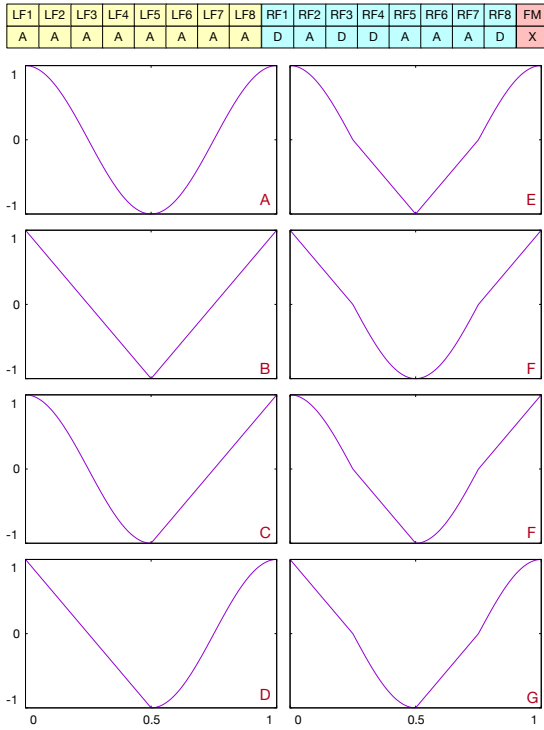 LF1 LF2 LF3 LF4 LF5 LF6 LF7 LF8 RF1 RF2 RF3 RF4 RF5 RF6 RF7 RF8 FM
A A A A A A A A D A D D A A A D X
1
0
-1
A
E
1
0
-1
B
F
1
0
-1
C
F
1
0
-1
D
G
0 0.5 1 0 0.5 1